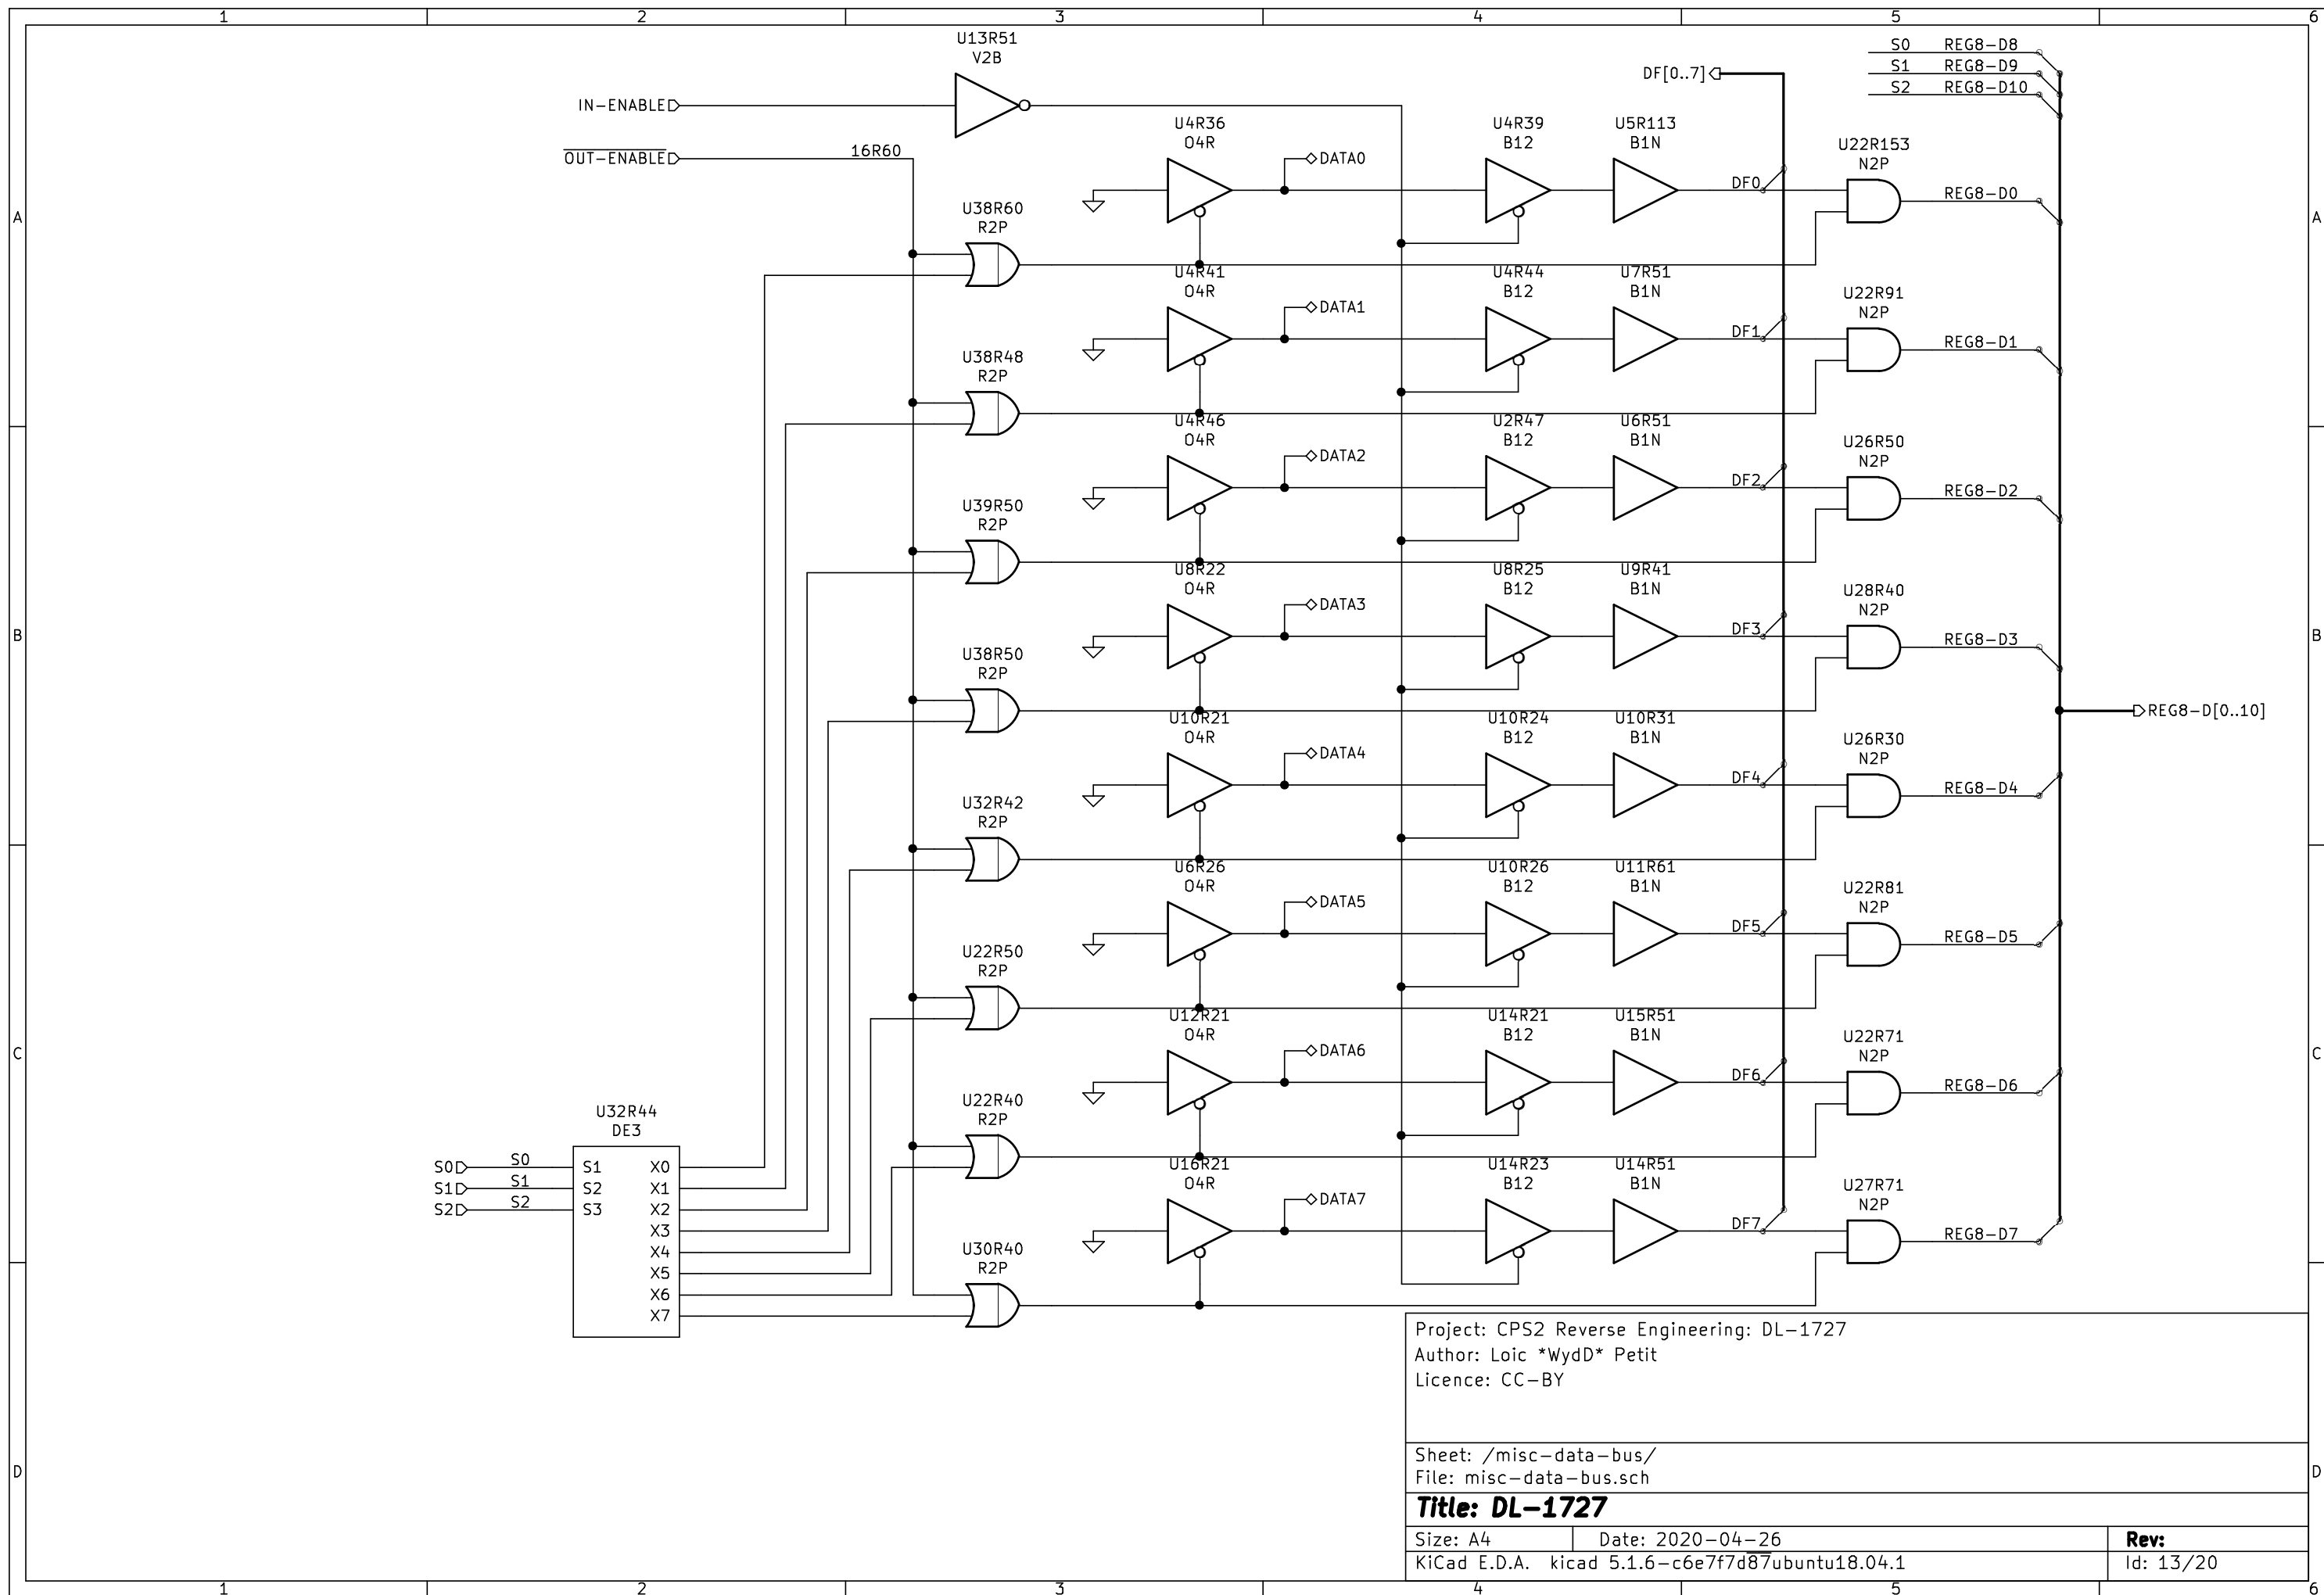 1 2 3 4 5 6
U13R51
V2B
IN-ENABLE
OUT-ENABLE
16R60
DF[0..7]
S0 REG8-D8
S1 REG8-D9
S2 REG8-D10
A
A
U4R36
O4R
DATA0
U4R39
B12
U5R113
B1N
DF0
U22R153
N2P
REG8-D0
U38R60
R2P
U4R41
O4R
DATA1
U4R44
B12
U7R51
B1N
DF1
U22R91
N2P
REG8-D1
U38R48
R2P
U4R46
O4R
DATA2
U2R47
B12
U6R51
B1N
DF2
U26R50
N2P
REG8-D2
U39R50
R2P
B
B
U8R22
O4R
DATA3
U8R25
B12
U9R41
B1N
DF3
U28R40
N2P
REG8-D3
U38R50
R2P
REG8-D[0..10]
U10R21
O4R
DATA4
U10R24
B12
U10R31
B1N
DF4
U26R30
N2P
REG8-D4
U32R42
R2P
U6R26
O4R
DATA5
U10R26
B12
U11R61
B1N
DF5
U22R81
N2P
REG8-D5
U22R50
R2P
C
C
U12R21
O4R
DATA6
U14R21
B12
U15R51
B1N
DF6
U22R71
N2P
REG8-D6
U22R40
R2P
U16R21
O4R
DATA7
U14R23
B12
U14R51
B1N
DF7
U27R71
N2P
REG8-D7
U30R40
R2P
U32R44
DE3
S0 S0 S1 X0
S1 S1 S2 X1
S2 S2 S3 X2
X3
X4
X5
X6
X7
D
D
Project: CPS2 Reverse Engineering: DL-1727
Author: Loic *WydD* Petit
Licence: CC-BY
Sheet: /misc-data-bus/
File: misc-data-bus.sch
Title: DL-1727
Size: A4 Date: 2020-04-26 Rev:
KiCad E.D.A. kicad 5.1.6-c6e7f7d87ubuntu18.04.1 Id: 13/20
1 2 3 4 5 6